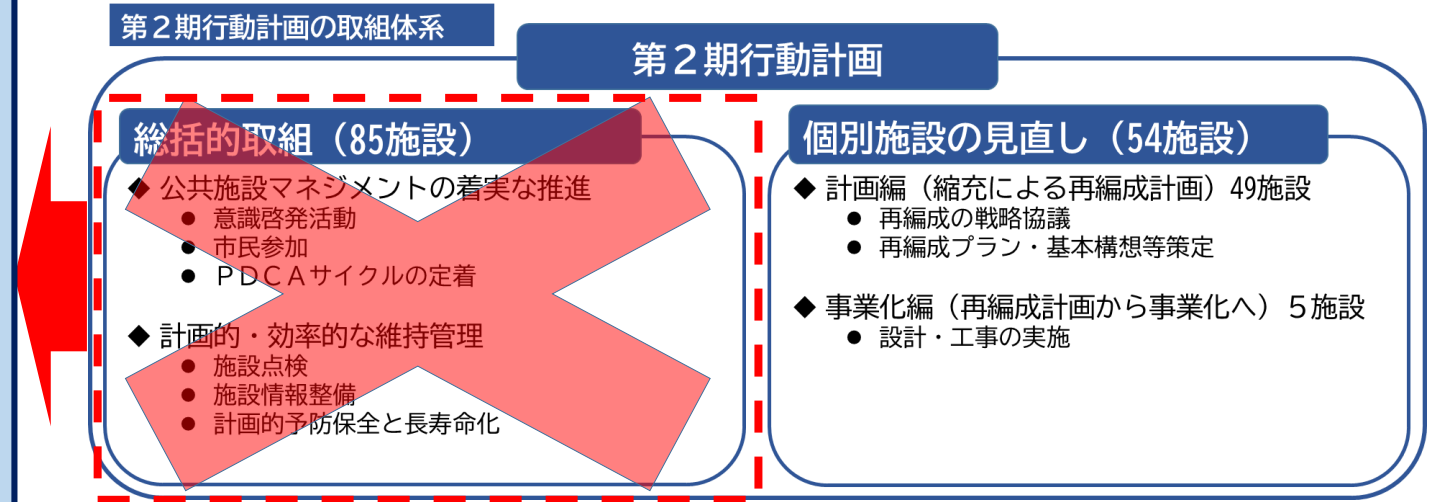 第２期行動計画の取組体系
第２期行動計画
総括的取組（85施設）
◆ 公共施設マネジメントの着実な推進
● 意識啓発活動
● 市民参加
● ＰＤＣＡサイクルの定着
◆ 計画的・効率的な維持管理
● 施設点検
● 施設情報整備
● 計画的予防保全と長寿命化
個別施設の見直し（54施設）
◆ 計画編（縮充による再編成計画）49施設
● 再編成の戦略協議
● 再編成プラン・基本構想等策定
◆ 事業化編（再編成計画から事業化へ）５施設
● 設計・工事の実施